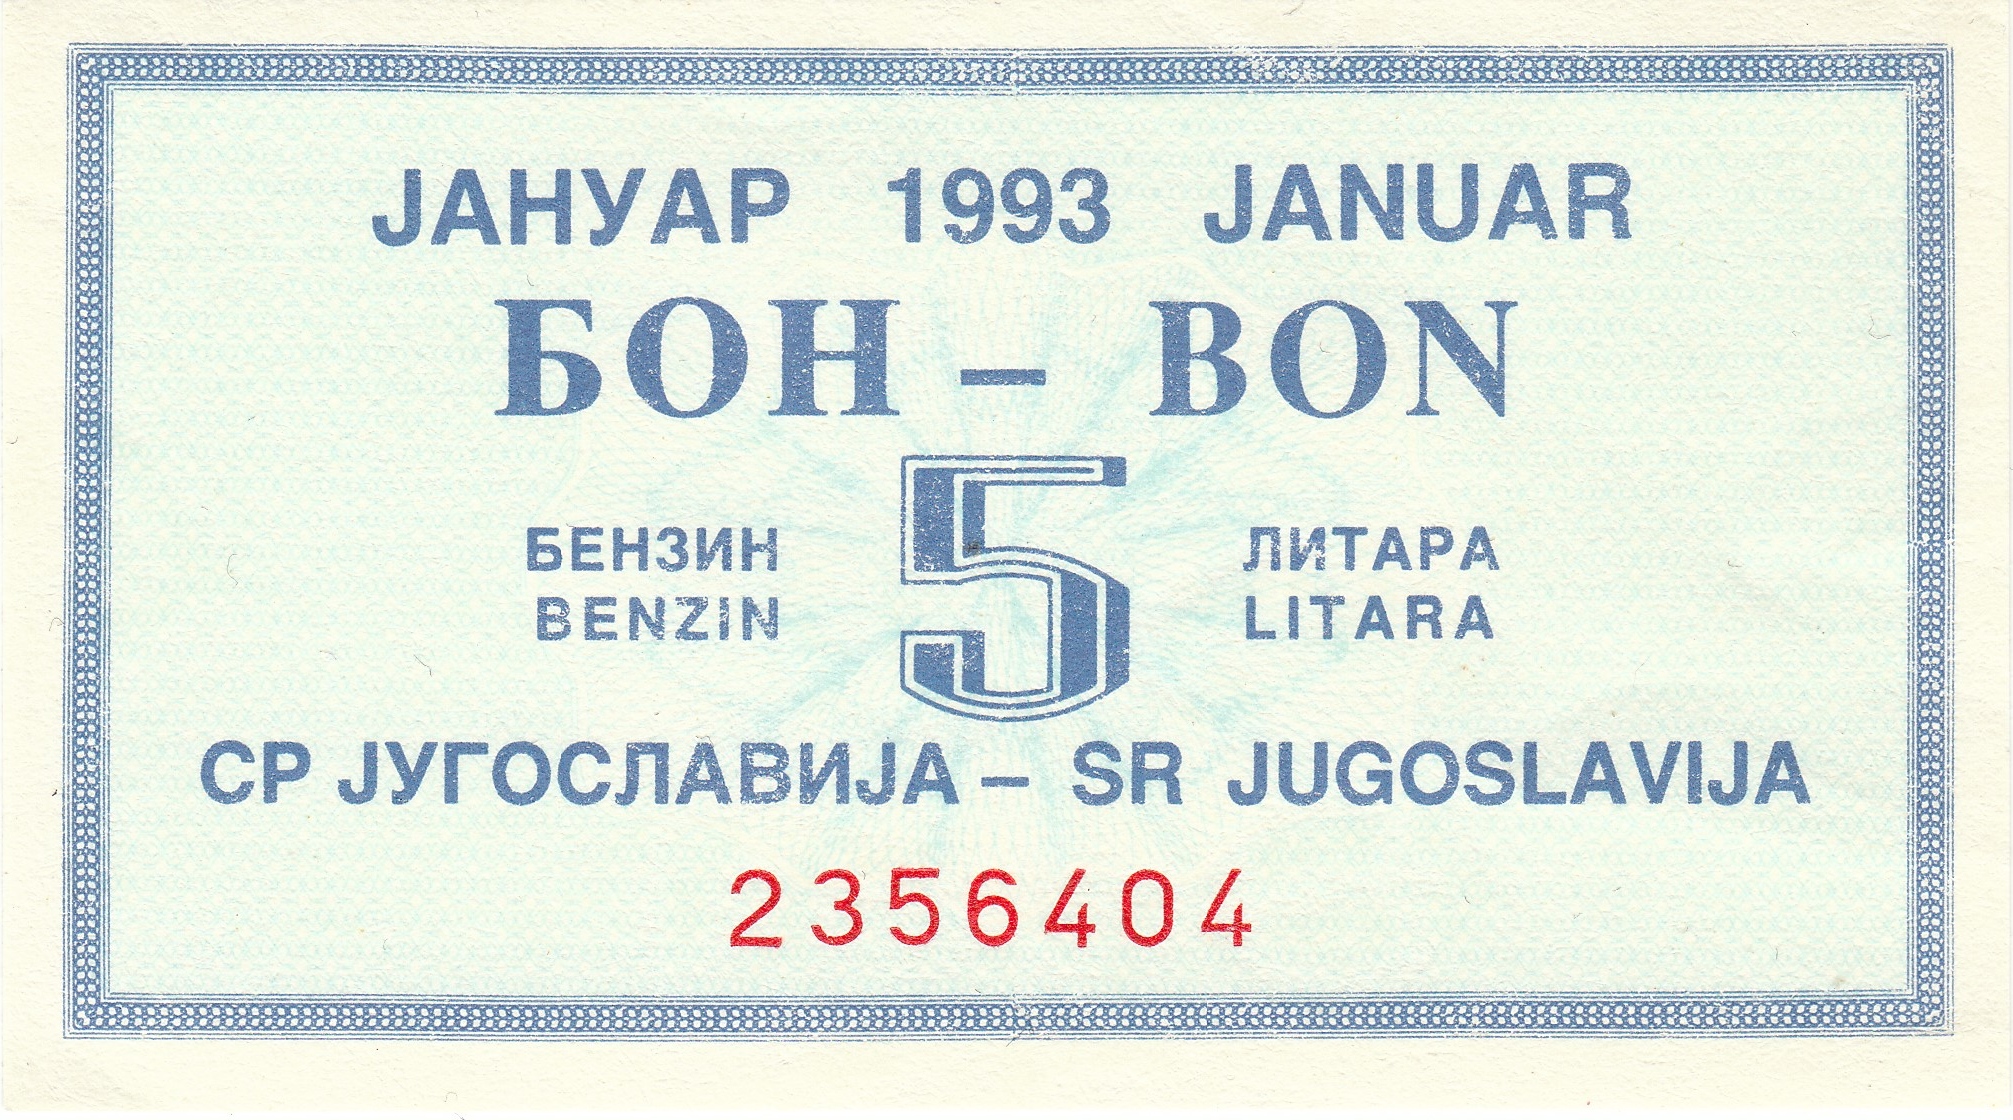 ЈАНУАР 1993 JANUAR
БОН – BON
5
БЕНЗИН ЛИТАРА
BENZIN LITARA
СР ЈУГОСЛАВИЈА – SR JUGOSLAVIJA
2356404